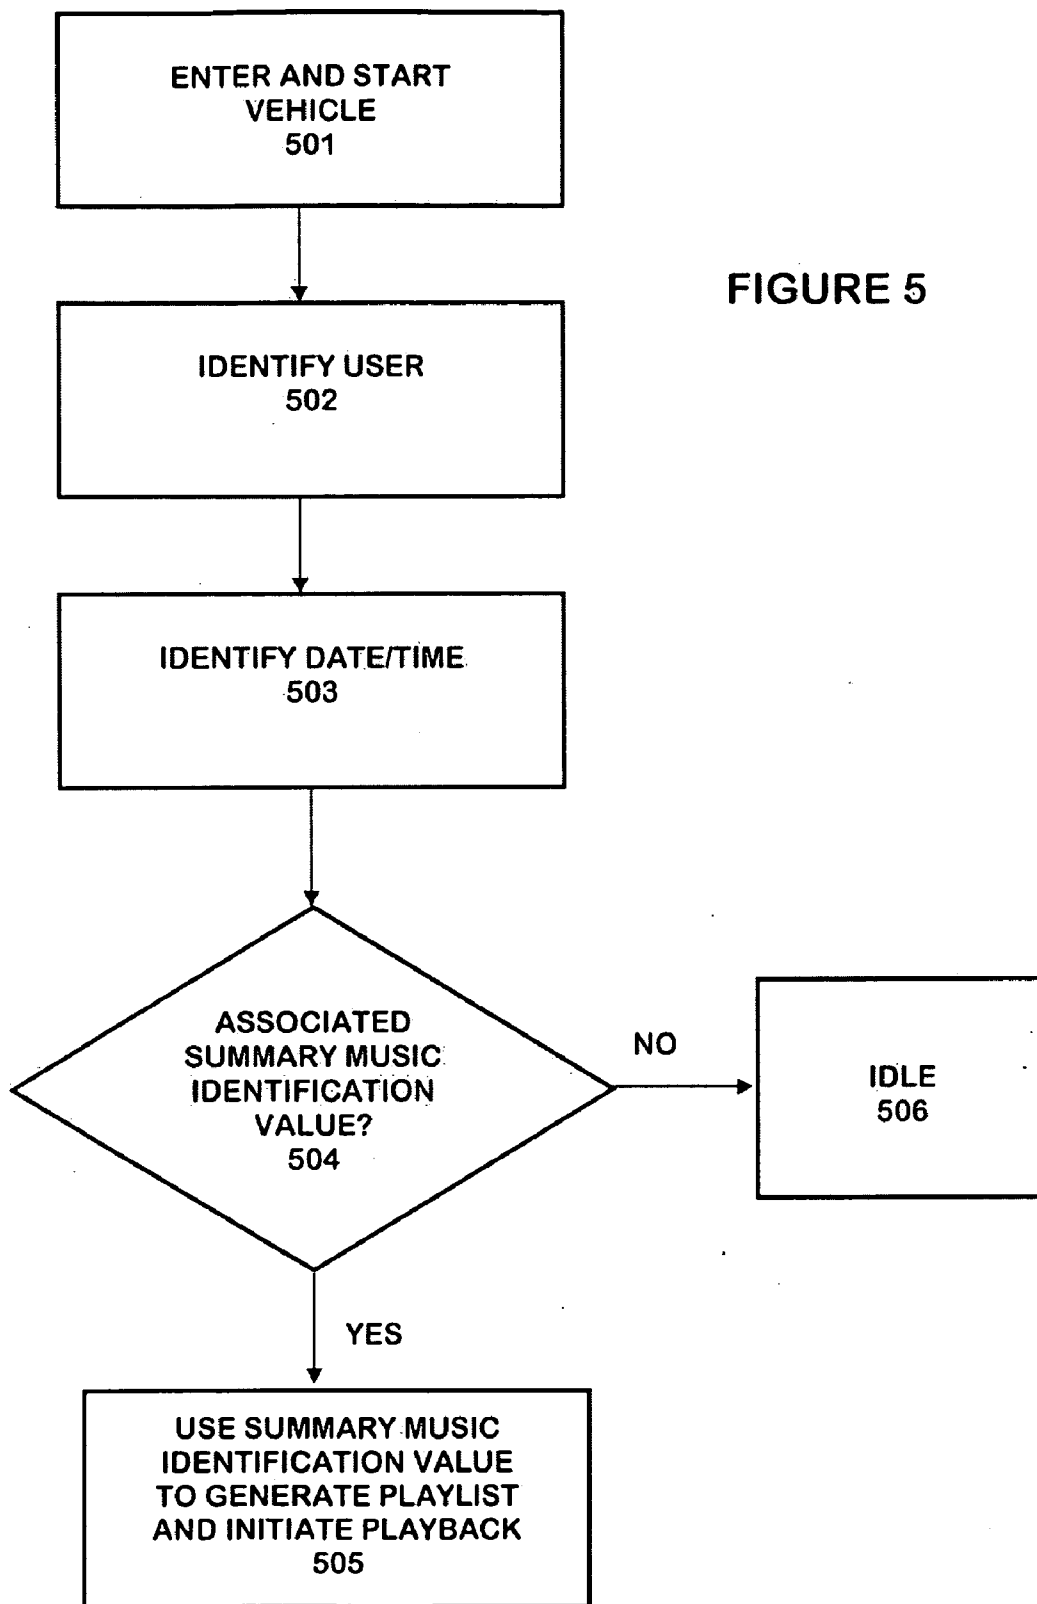 ENTER AND START
VEHICLE
501
FIGURE 5
IDENTIFY USER
502
IDENTIFY DATE/TIME
503
ASSOCIATED
SUMMARY MUSIC
IDENTIFICATION
VALUE?
504
NO
IDLE
506
YES
USE SUMMARY MUSIC
IDENTIFICATION VALUE
TO GENERATE PLAYLIST
AND INITIATE PLAYBACK
505